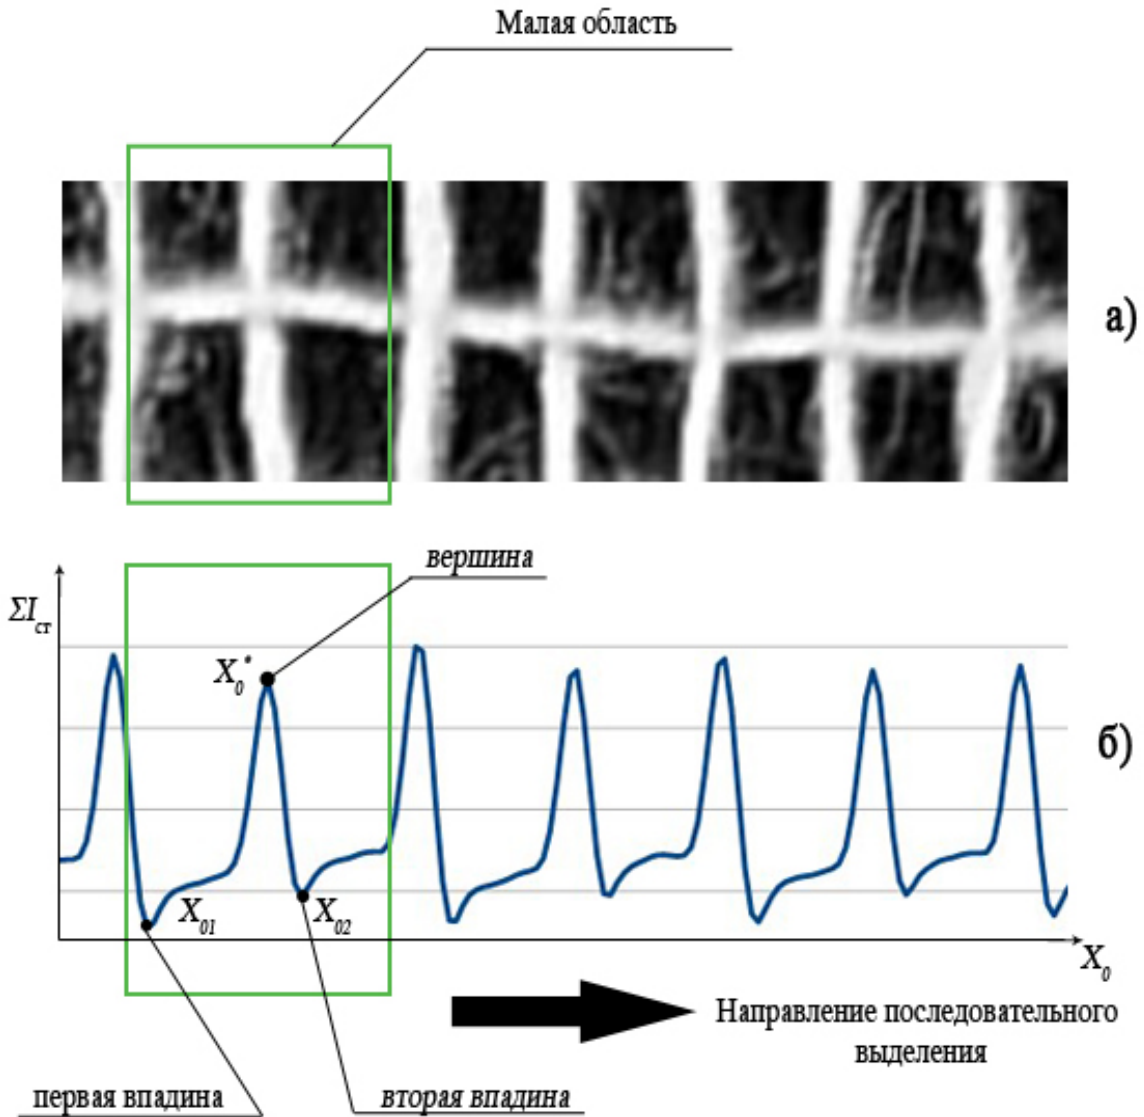 Малая область
а)
вершина
ΣIст
X0*
б)
X01
X02
X0
Направление последовательного
выделения
первая впадина
вторая впадина